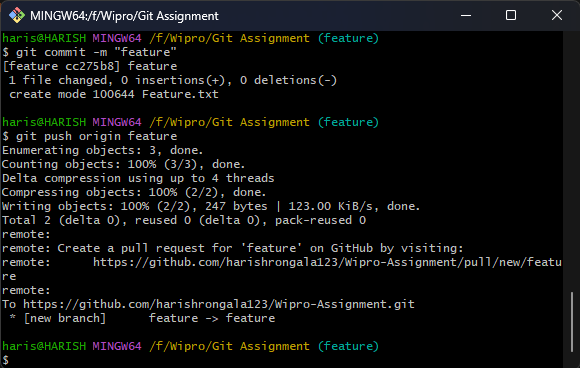 MINGW64:/f/Wipro/Git Assignment
haris@HARISH MINGW64 /f/Wipro/Git Assignment (feature)
$ git commit -m "feature"
[feature cc275b8] feature
 1 file changed, 0 insertions(+), 0 deletions(-)
 create mode 100644 Feature.txt
haris@HARISH MINGW64 /f/Wipro/Git Assignment (feature)
$ git push origin feature
Enumerating objects: 3, done.
Counting objects: 100% (3/3), done.
Delta compression using up to 4 threads
Compressing objects: 100% (2/2), done.
Writing objects: 100% (2/2), 247 bytes | 123.00 KiB/s, done.
Total 2 (delta 0), reused 0 (delta 0), pack-reused 0
remote:
remote: Create a pull request for 'feature' on GitHub by visiting:
remote:      https://github.com/harishrongala123/Wipro-Assignment/pull/new/featu
re
remote:
To https://github.com/harishrongala123/Wipro-Assignment.git
 * [new branch]      feature -> feature
haris@HARISH MINGW64 /f/Wipro/Git Assignment (feature)
$